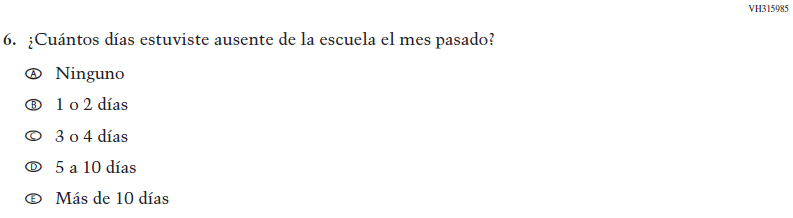 VH315985
6. ¿Cuántos días estuviste ausente de la escuela el mes pasado?
A Ninguno
B 1 o 2 días
C 3 o 4 días
D 5 a 10 días
E Más de 10 días